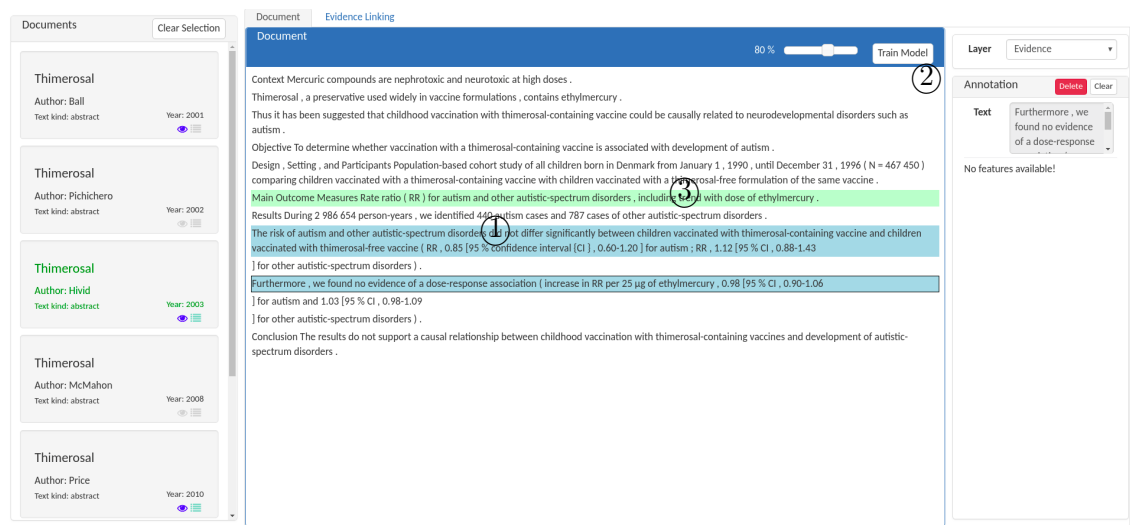 Documents
Clear Selection
Thimerosal
Author: Ball
Text kind: abstract
Year: 2001
Thimerosal
Author: Pichichero
Text kind: abstract
Year: 2002
Thimerosal
Author: Hivid
Text kind: abstract
Year: 2003
Thimerosal
Author: McMahon
Text kind: abstract
Year: 2008
Thimerosal
Author: Price
Text kind: abstract
Year: 2010
Document
Evidence Linking
Document
80 %
Train Model
②
Context Mercuric compounds are nephrotoxic and neurotoxic at high doses .
Thimerosal , a preservative used widely in vaccine formulations , contains ethylmercury .
Thus it has been suggested that childhood vaccination with thimerosal-containing vaccine could be causally related to neurodevelopmental disorders such as
autism .
Objective To determine whether vaccination with a thimerosal-containing vaccine is associated with development of autism .
Design , Setting , and Participants Population-based cohort study of all children born in Denmark from January 1 , 1990 , until December 31 , 1996 ( N = 467 450 )
comparing children vaccinated with a thimerosal-containing vaccine with children vaccinated with a thimerosal-free formulation of the same vaccine .
③
Main Outcome Measures Rate ratio ( RR ) for autism and other autistic-spectrum disorders , including trend with dose of ethylmercury .
Results During 2 986 654 person-years , we identified 440 autism cases and 787 cases of other autistic-spectrum disorders .
①
The risk of autism and other autistic-spectrum disorders did not differ significantly between children vaccinated with thimerosal-containing vaccine and children
vaccinated with thimerosal-free vaccine ( RR , 0.85 [95 % confidence interval [CI } , 0.60-1.20 ] for autism ; RR , 1.12 [95 % CI , 0.88-1.43
] for other autistic-spectrum disorders ) .
Furthermore , we found no evidence of a dose-response association ( increase in RR per 25 µg of ethylmercury , 0.98 [95 % CI , 0.90-1.06
] for autism and 1.03 [95 % CI , 0.98-1.09
] for other autistic-spectrum disorders ) .
Conclusion The results do not support a causal relationship between childhood vaccination with thimerosal-containing vaccines and development of autistic-
spectrum disorders .
Layer
Evidence
Annotation
Delete
Clear
Text
Furthermore , we
found no evidence
of a dose-response
No features available!